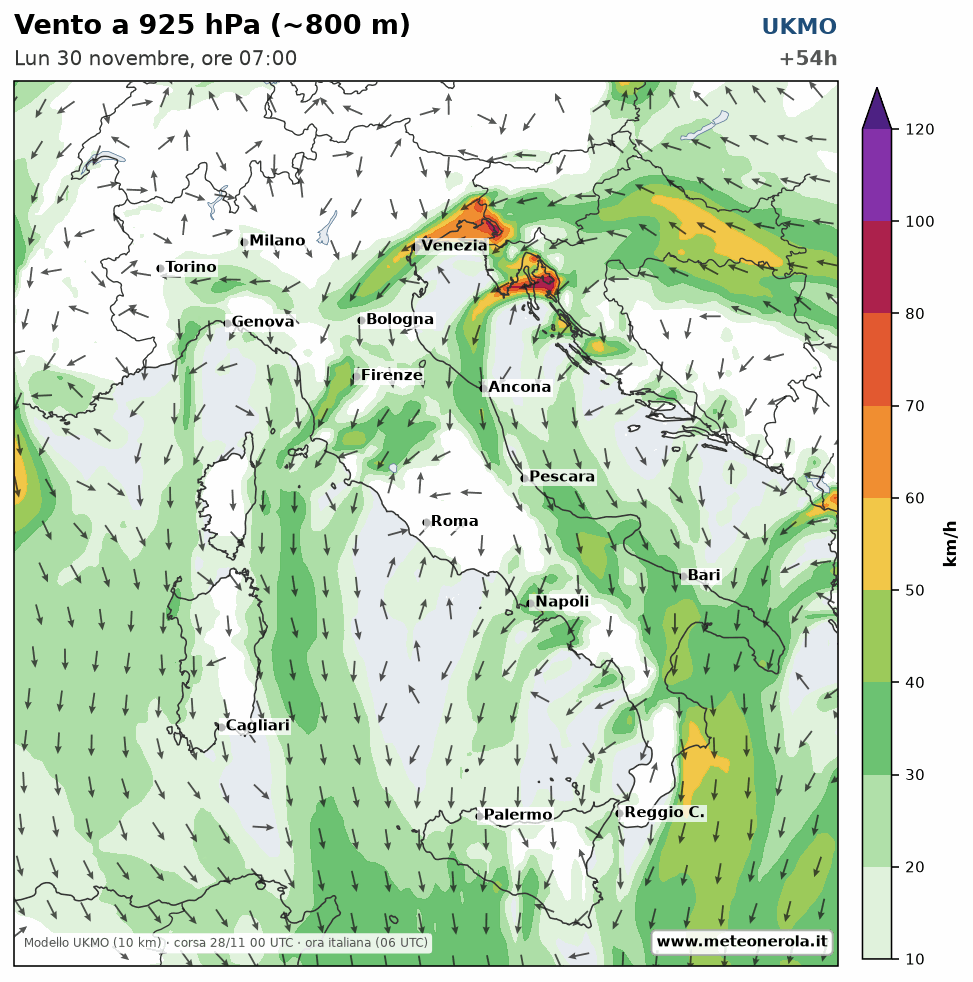 Vento a 925 hPa (~800 m)
UKMO
Lun 30 novembre, ore 07:00
+54h
120
100
80
70
60
50
40
30
20
10
km/h
Milano
Venezia
Torino
Genova
Bologna
Firenze
Ancona
Pescara
Roma
Bari
Napoli
Cagliari
Palermo
Reggio C.
Modello UKMO (10 km) · corsa 28/11 00 UTC · ora italiana (06 UTC)
www.meteonerola.it